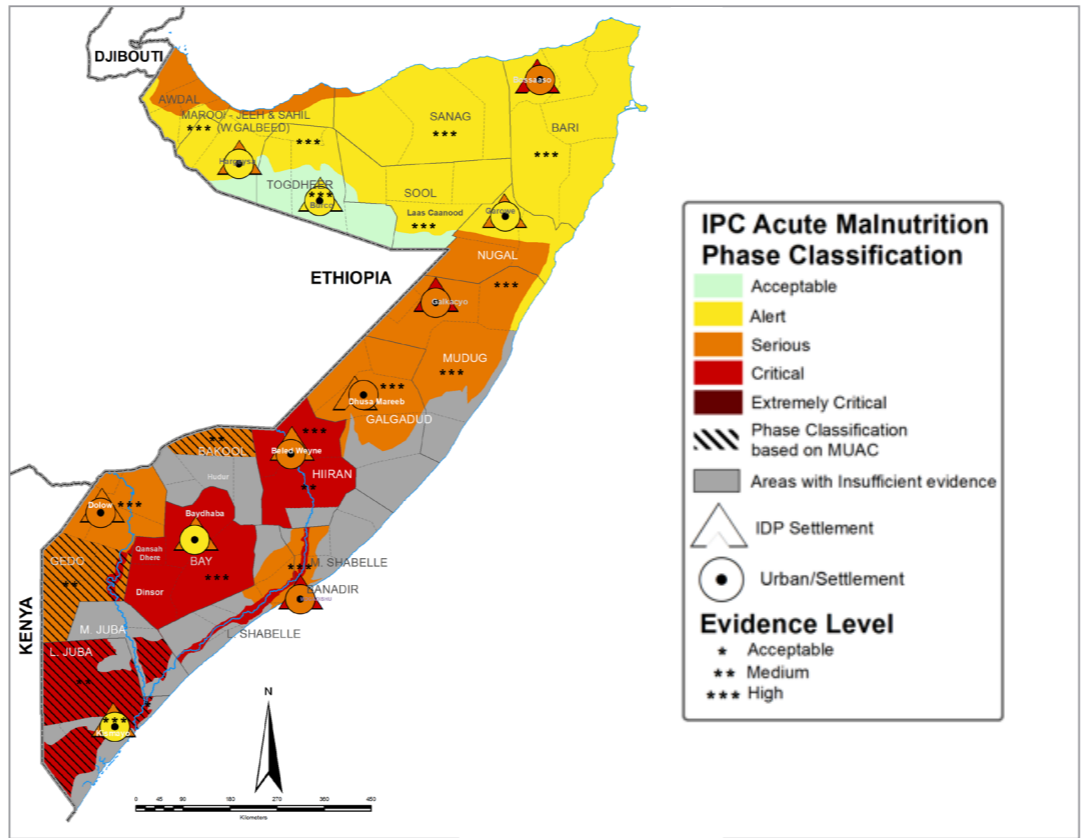 DJIBOUTI
AWDAL
MAROOI - JEEH & SAHIL
(W.GALBEED)
***
***
SANAG
***
BARI
***
Hargeysa
TOGDHEER
***
Burco
SOOL
Laas Caanood
***
Garowe
ETHIOPIA
NUGAL
***
Galkacyo
MUDUG
***
***
Dhusa Mareeb
GALGADUD
***
**
BAKOOL
Beled Weyne
HIIRAN
**
Hudur
Dolow
***
Baydhaba
Qansah
Dhere
BAY
***
GEDO
**
Dinsor
***
M. SHABELLE
BANADIR
KENYA
M. JUBA
L. SHABELLE
L. JUBA
**
***
N
0 45 90 180 270 360 450
Kilometers
IPC Acute Malnutrition
Phase Classification
Acceptable
Alert
Serious
Critical
Extremely Critical
Phase Classification
based on MUAC
Areas with Insufficient evidence
IDP Settlement
Urban/Settlement
Evidence Level
* Acceptable
** Medium
*** High